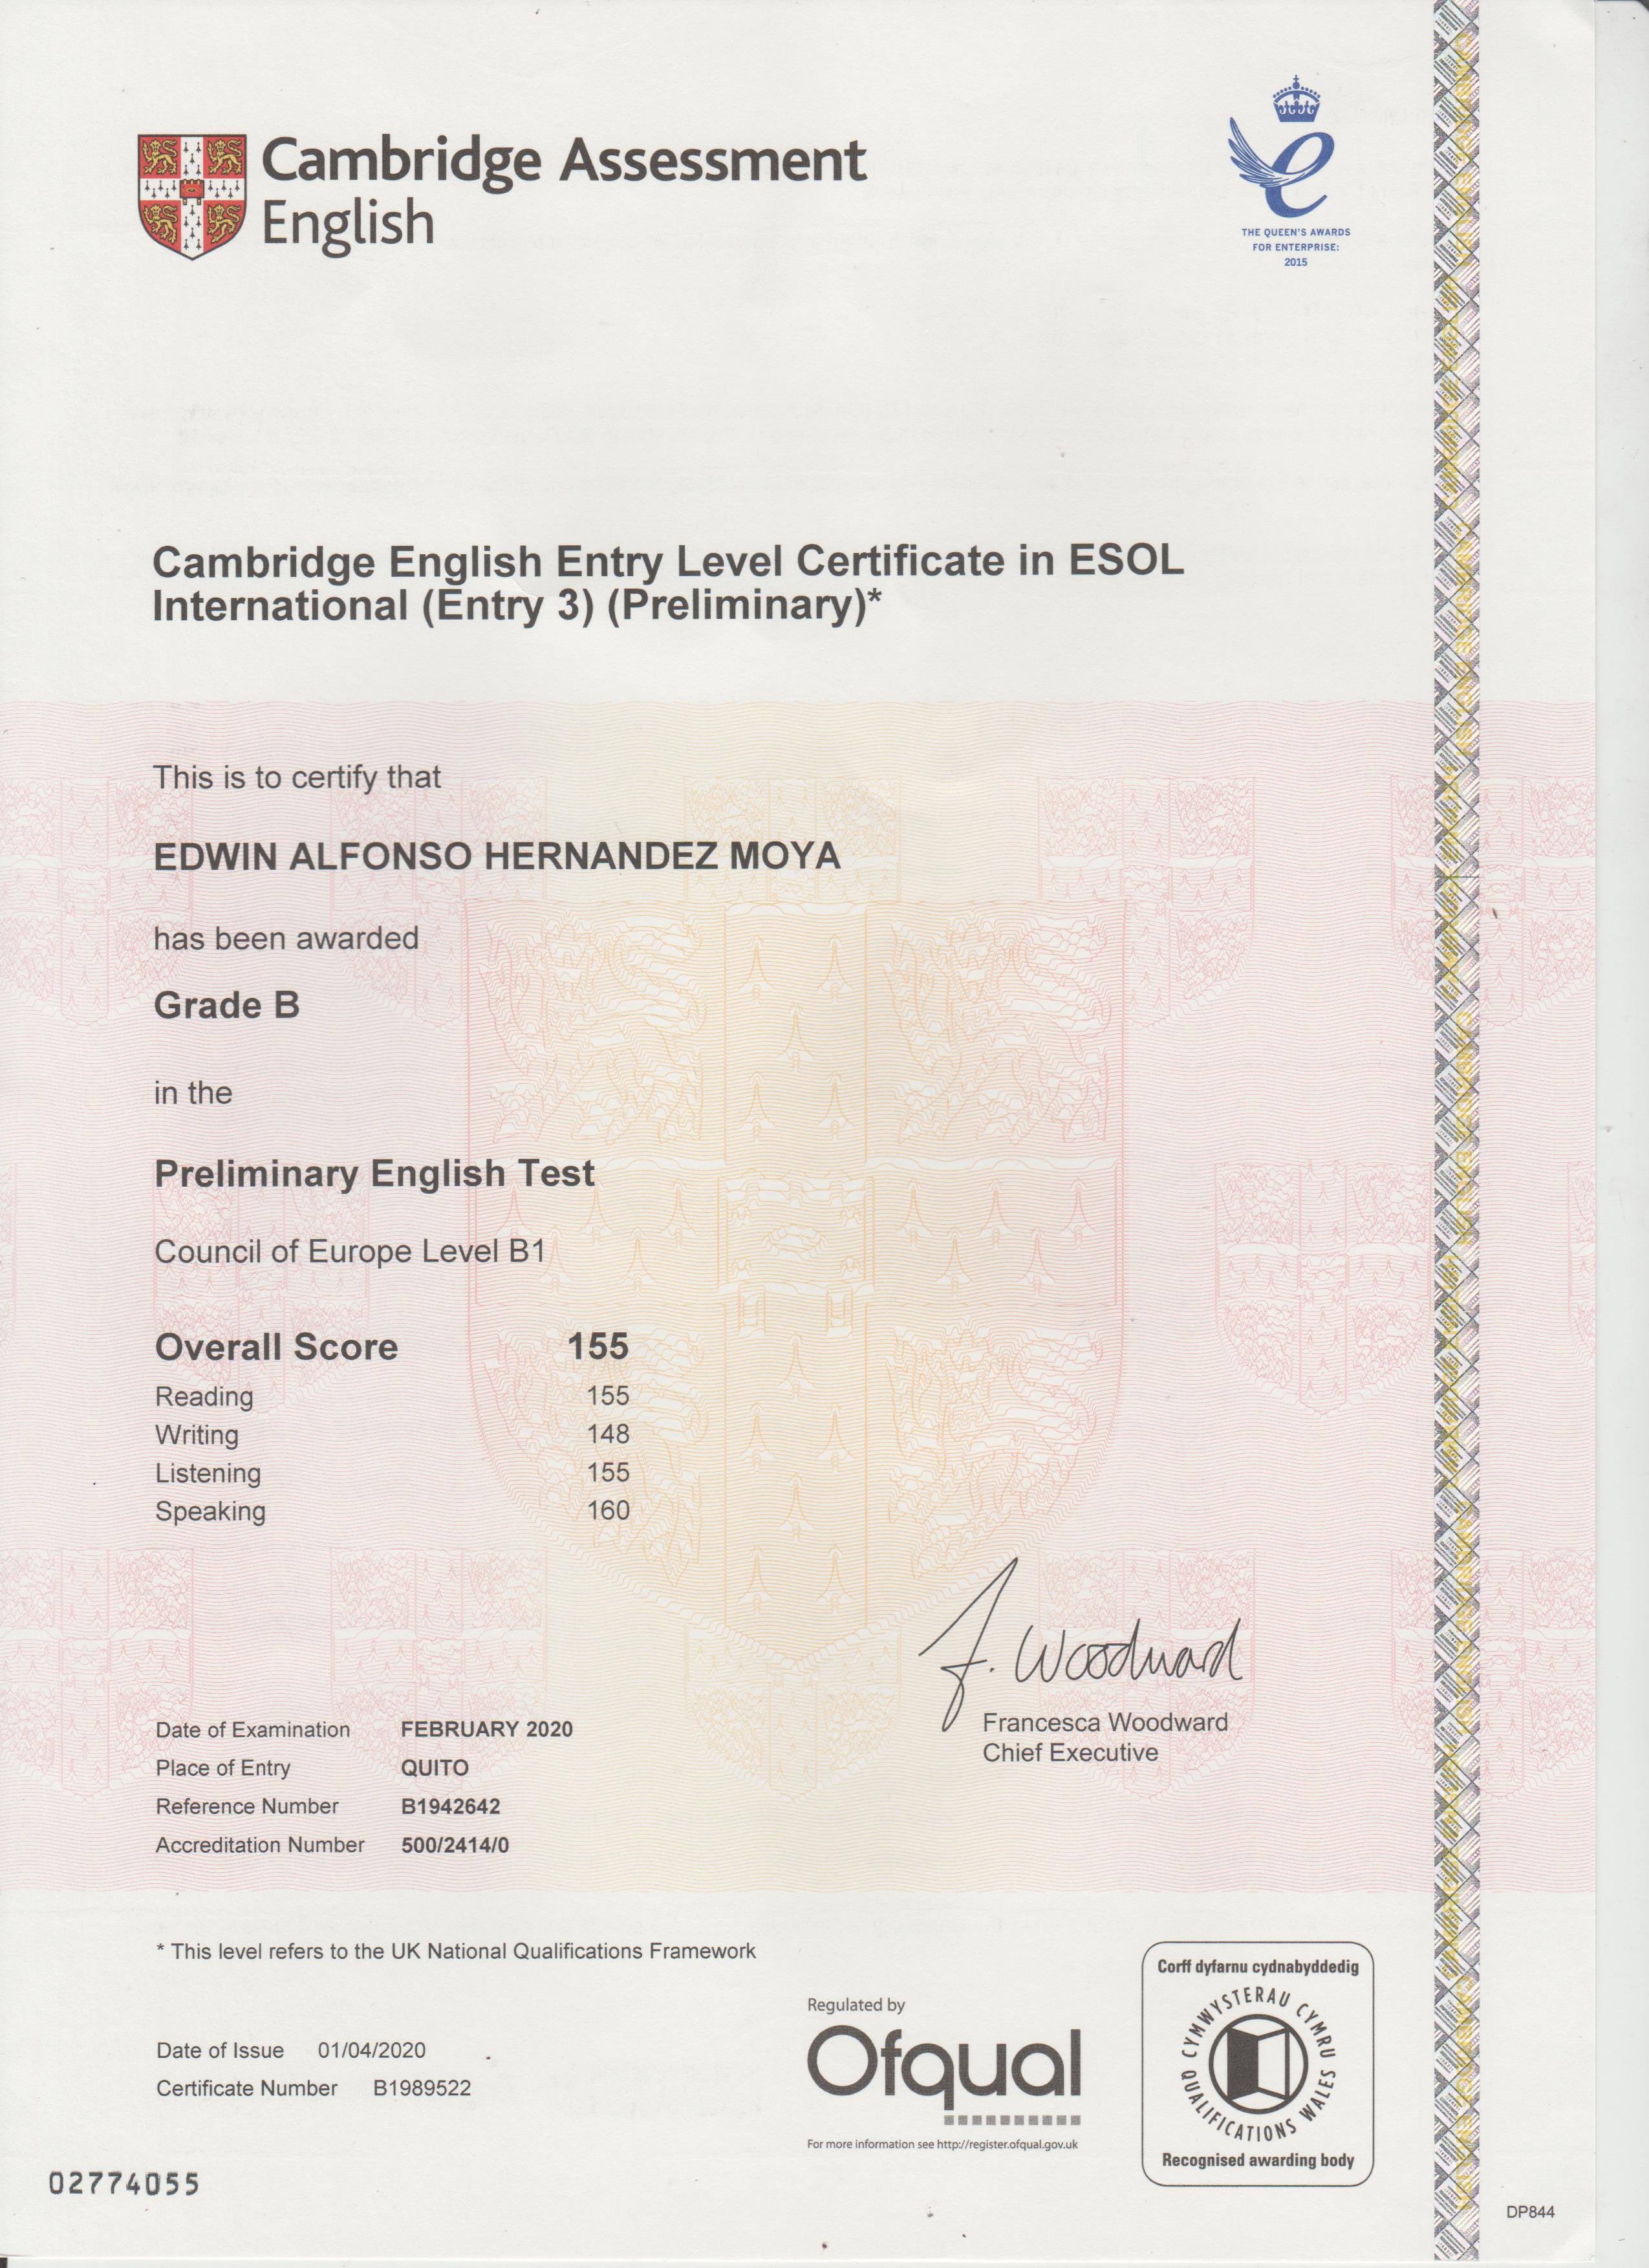 Cambridge Assessment
English
THE QUEEN'S AWARDS
FOR ENTERPRISE:
2015
Cambridge English Entry Level Certificate in ESOL
International (Entry 3) (Preliminary)*
This is to certify that
EDWIN ALFONSO HERNANDEZ MOYA
has been awarded
Grade B
in the
Preliminary English Test
Council of Europe Level B1
Overall Score 155
Reading 155
Writing 148
Listening 155
Speaking 160
F. Woodward
Francesca Woodward
Chief Executive
Date of Examination FEBRUARY 2020
Place of Entry QUITO
Reference Number B1942642
Accreditation Number 500/2414/0
* This level refers to the UK National Qualifications Framework
Date of Issue 01/04/2020
Certificate Number B1989522
Regulated by
Ofqual
For more information see http://register.ofqual.gov.uk
Corff dyfarnu cydnabyddedig
CYMWYSTERAU CYMRU
QUALIFICATIONS WALES
Recognised awarding body
02774055
DP844